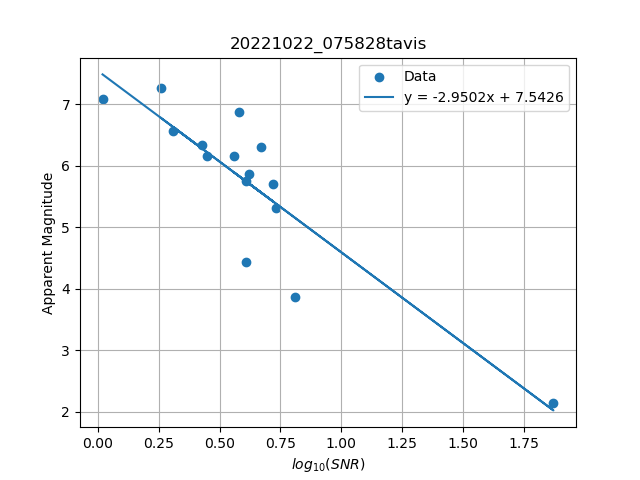 20221022_075828tavis
Data
y = -2.9502x + 7.5426
Apparent Magnitude
7
6
5
4
3
2
0.00 0.25 0.50 0.75 1.00 1.25 1.50 1.75
log10(SNR)